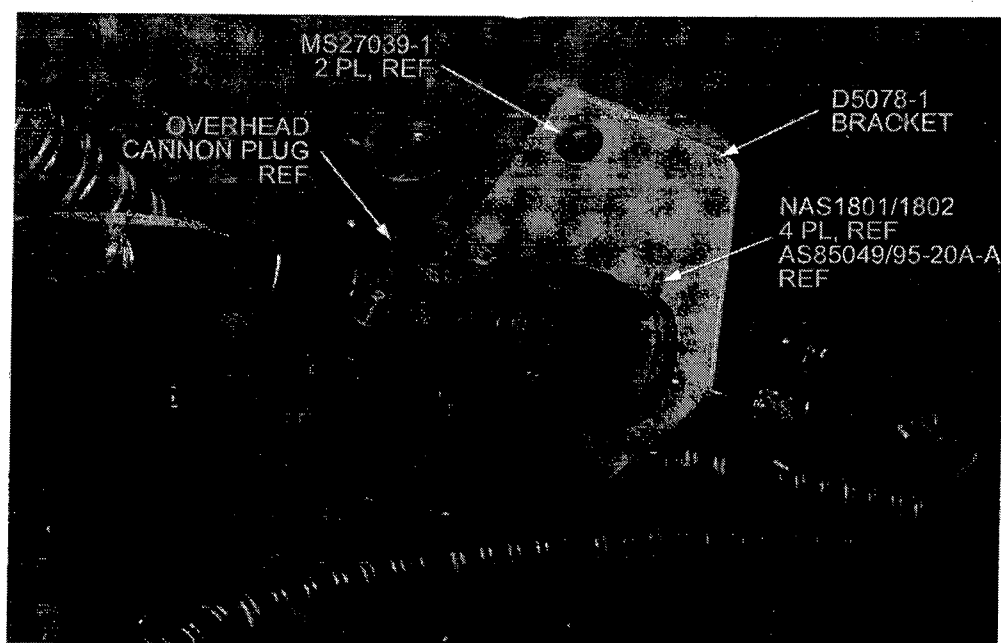 MS27039-1
2 PL, REF
OVERHEAD
CANNON PLUG
REF
D5078-1
BRACKET
NAS1801/1802
4 PL, REF
AS85049/95-20A-A
REF